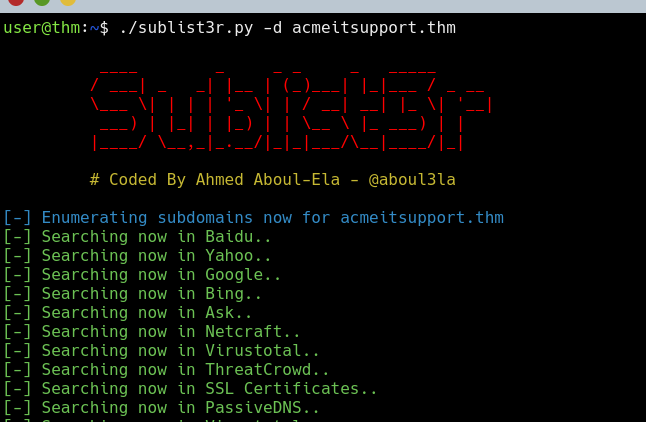 user@thm:~$ ./sublist3r.py -d acmeitsupport.thm
Sublist3r
# Coded By Ahmed Aboul-Ela - @aboul3la
[-] Enumerating subdomains now for acmeitsupport.thm
[-] Searching now in Baidu..
[-] Searching now in Yahoo..
[-] Searching now in Google..
[-] Searching now in Bing..
[-] Searching now in Ask..
[-] Searching now in Netcraft..
[-] Searching now in Virustotal..
[-] Searching now in ThreatCrowd..
[-] Searching now in SSL Certificates..
[-] Searching now in PassiveDNS..